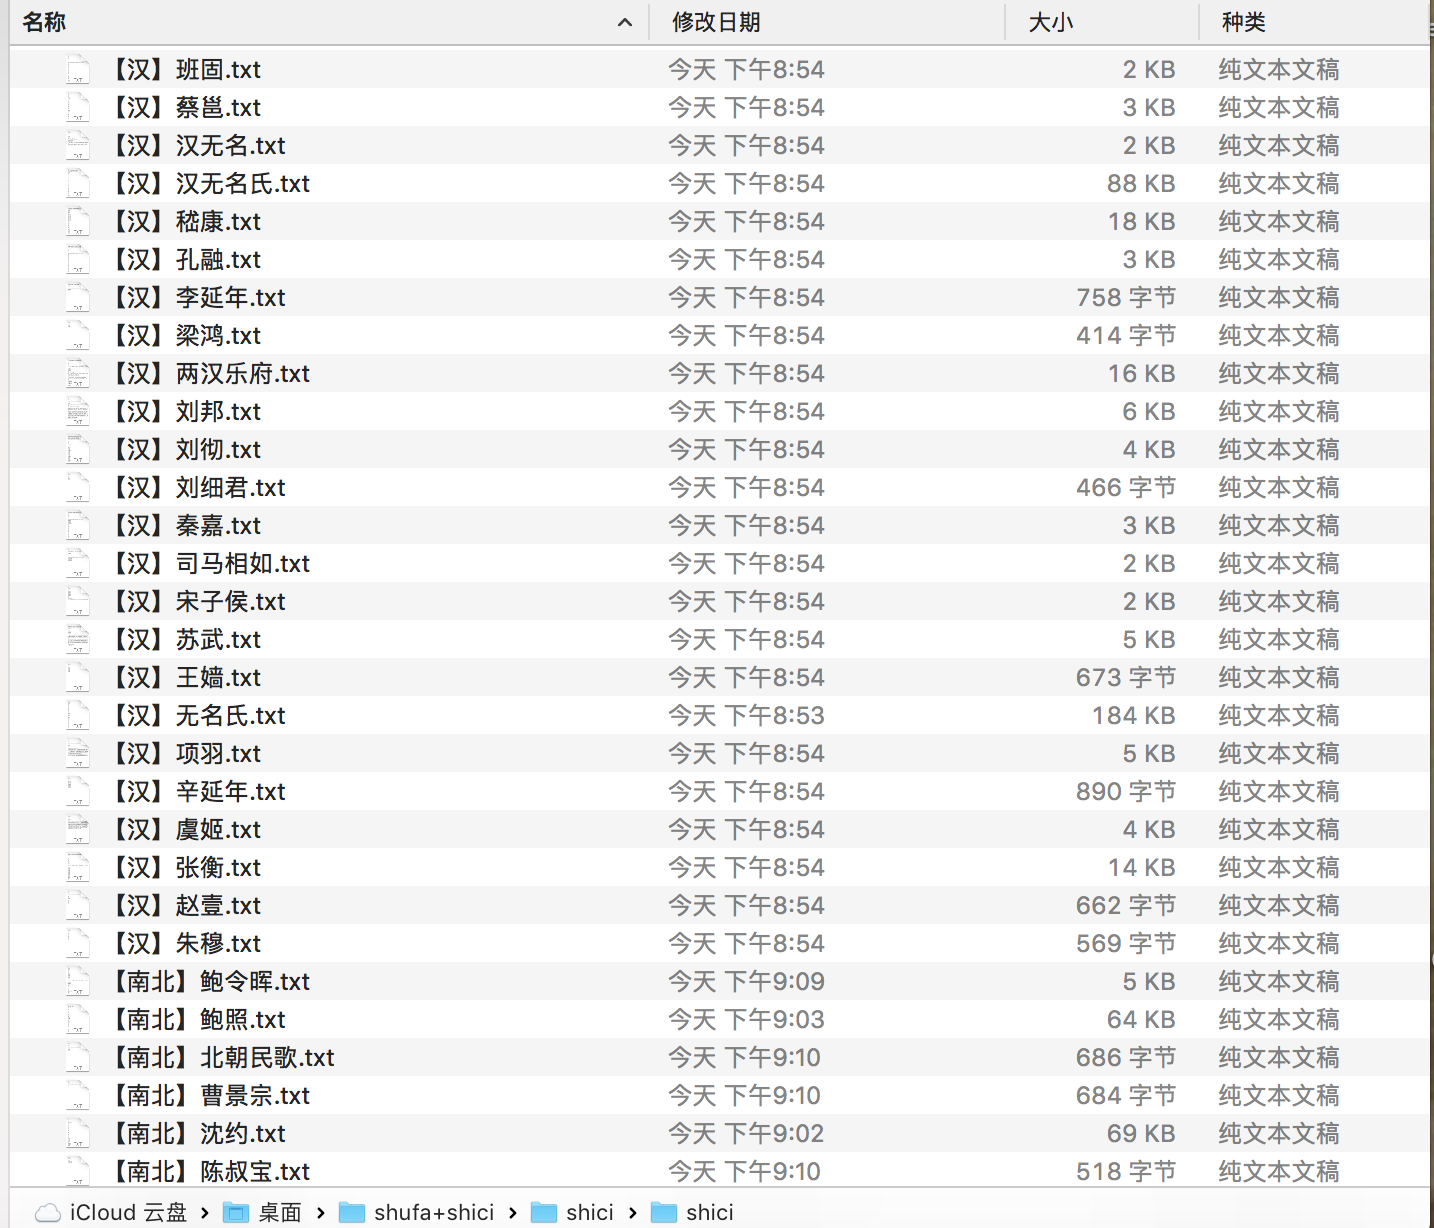 名称 修改日期 大小 种类
【汉】班固.txt 今天 下午8:54 2 KB 纯文本文稿
【汉】蔡邕.txt 今天 下午8:54 3 KB 纯文本文稿
【汉】汉无名.txt 今天 下午8:54 2 KB 纯文本文稿
【汉】汉无名氏.txt 今天 下午8:54 88 KB 纯文本文稿
【汉】嵇康.txt 今天 下午8:54 18 KB 纯文本文稿
【汉】孔融.txt 今天 下午8:54 3 KB 纯文本文稿
【汉】李延年.txt 今天 下午8:54 758 字节 纯文本文稿
【汉】梁鸿.txt 今天 下午8:54 414 字节 纯文本文稿
【汉】两汉乐府.txt 今天 下午8:54 16 KB 纯文本文稿
【汉】刘邦.txt 今天 下午8:54 6 KB 纯文本文稿
【汉】刘彻.txt 今天 下午8:54 4 KB 纯文本文稿
【汉】刘细君.txt 今天 下午8:54 466 字节 纯文本文稿
【汉】秦嘉.txt 今天 下午8:54 3 KB 纯文本文稿
【汉】司马相如.txt 今天 下午8:54 2 KB 纯文本文稿
【汉】宋子侯.txt 今天 下午8:54 2 KB 纯文本文稿
【汉】苏武.txt 今天 下午8:54 5 KB 纯文本文稿
【汉】王嫱.txt 今天 下午8:54 673 字节 纯文本文稿
【汉】无名氏.txt 今天 下午8:53 184 KB 纯文本文稿
【汉】项羽.txt 今天 下午8:54 5 KB 纯文本文稿
【汉】辛延年.txt 今天 下午8:54 890 字节 纯文本文稿
【汉】虞姬.txt 今天 下午8:54 4 KB 纯文本文稿
【汉】张衡.txt 今天 下午8:54 14 KB 纯文本文稿
【汉】赵壹.txt 今天 下午8:54 662 字节 纯文本文稿
【汉】朱穆.txt 今天 下午8:54 569 字节 纯文本文稿
【南北】鲍令晖.txt 今天 下午9:09 5 KB 纯文本文稿
【南北】鲍照.txt 今天 下午9:03 64 KB 纯文本文稿
【南北】北朝民歌.txt 今天 下午9:10 686 字节 纯文本文稿
【南北】曹景宗.txt 今天 下午9:10 684 字节 纯文本文稿
【南北】沈约.txt 今天 下午9:02 69 KB 纯文本文稿
【南北】陈叔宝.txt 今天 下午9:10 518 字节 纯文本文稿
iCloud 云盘 › 桌面 › shufa+shici › shici › shici